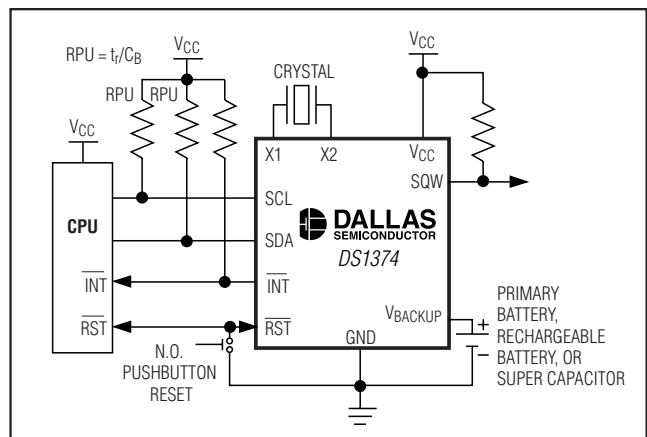 RPU = tr/CB
VCC
CRYSTAL
VCC
RPU
RPU
VCC
X1
X2
VCC
SQW
CPU
SCL
DALLAS
SEMICONDUCTOR
DS1374
SDA
INT
INT
VBACKUP
+
PRIMARY
BATTERY,
RECHARGEABLE
BATTERY, OR
SUPER CAPACITOR
–
RST
RST
GND
N.O.
PUSHBUTTON
RESET